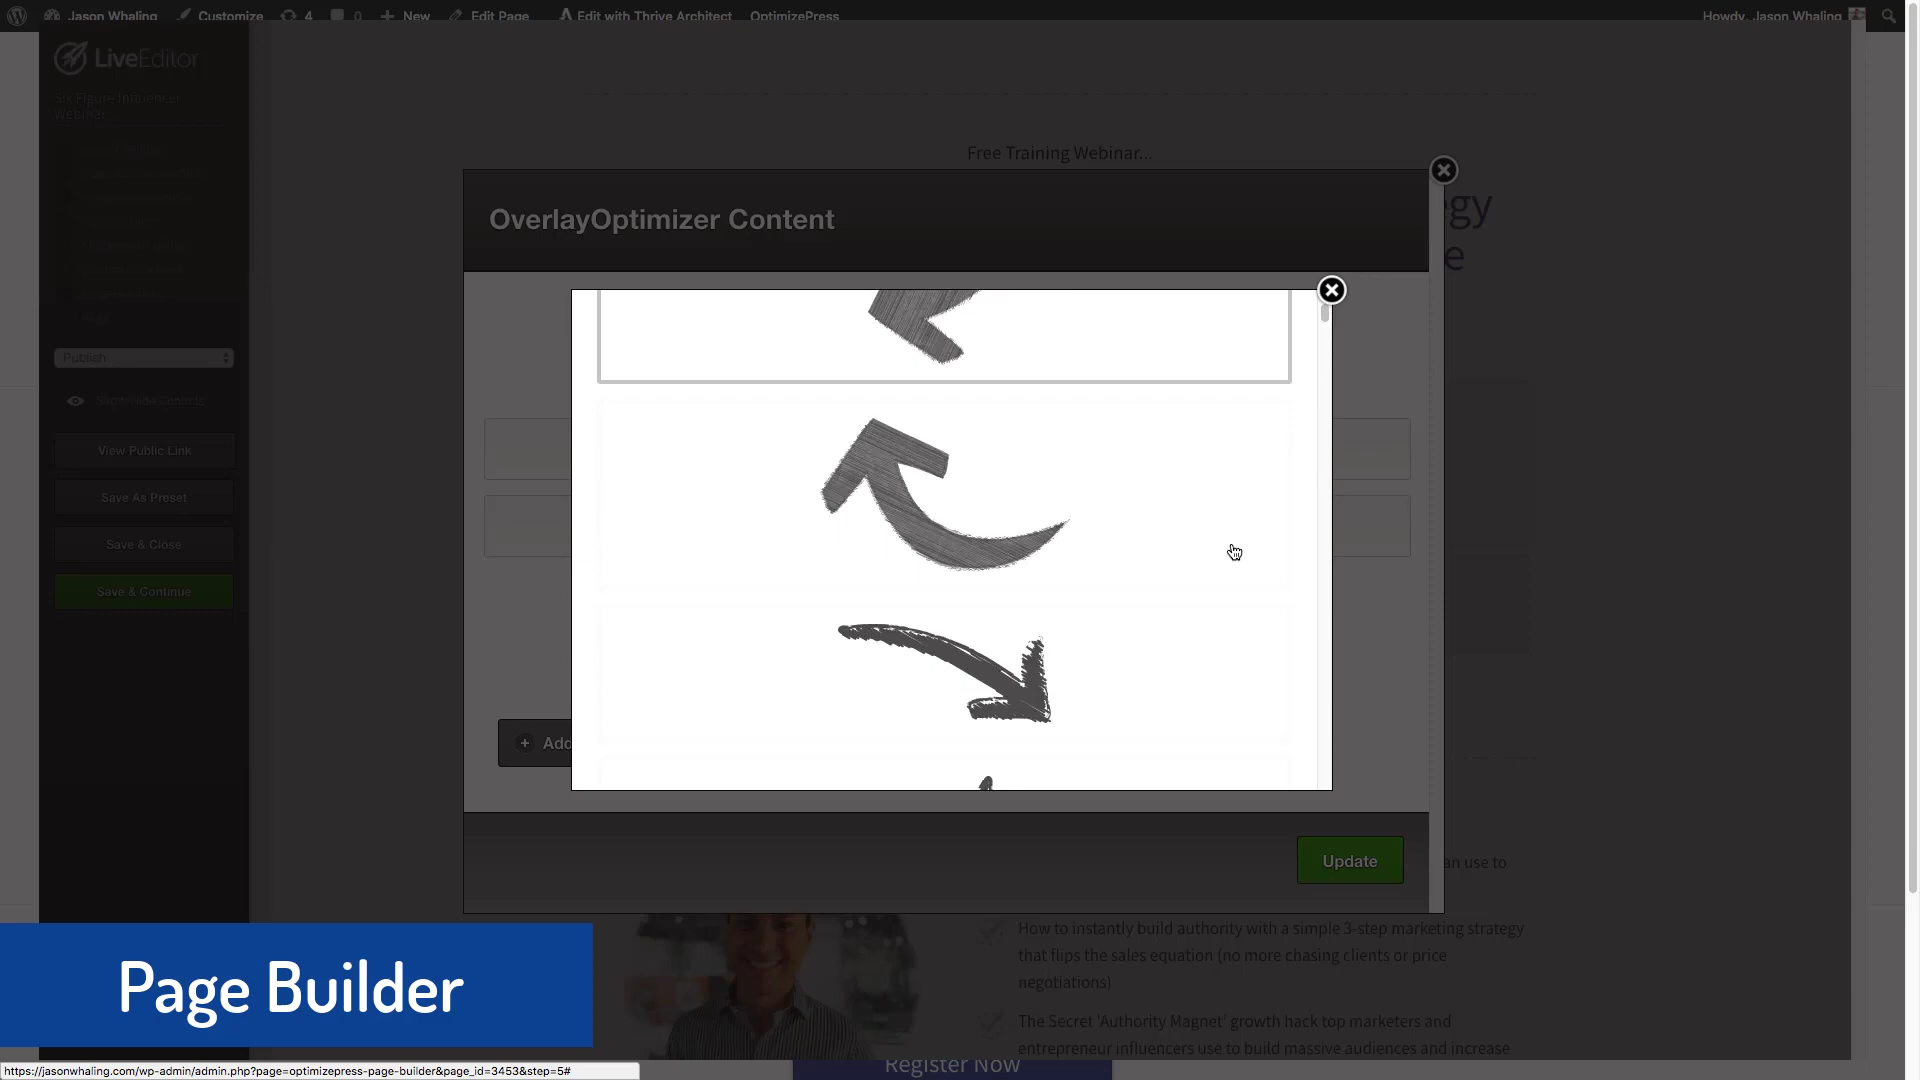 Jason Whaling
Customize
4
0
New
Edit Page
Edit with Thrive Architect
OptimizePress
Howdy, Jason Whaling
LiveEditor
Six Figure Influencer
Webinar
Free Training Webinar...
egy
e
OverlayOptimizer Content
Publish
View Public Link
Save As Preset
Save & Close
Save & Continue
Add
Update
an use to
How to instantly build authority with a simple 3-step marketing strategy
that flips the sales equation (no more chasing clients or price
negotiations)
The Secret 'Authority Magnet' growth hack top marketers and
entrepreneur influencers use to build massive audiences and increase
Register Now
Page Builder
https://jasonwhaling.com/wp-admin/admin.php?page=optimizepress-page-builder&page_id=3453&step=5#